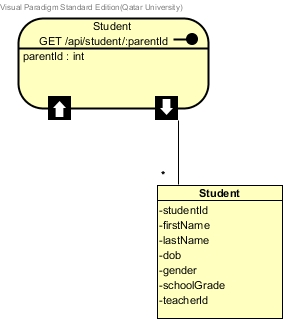 Visual Paradigm Standard Edition(Qatar University)
Student
GET /api/student/:parentId
parentId : int
*
Student
-studentId
-firstName
-lastName
-dob
-gender
-schoolGrade
-teacherId